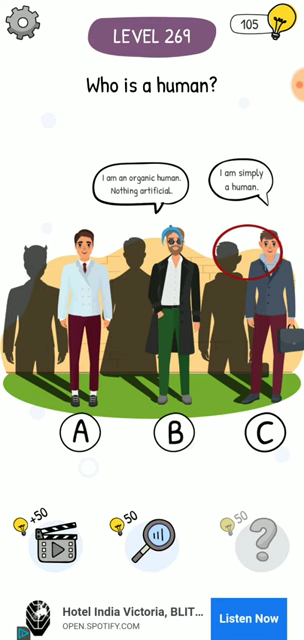 LEVEL 269
105
Who is a human?
I am an organic human.
Nothing artificial.
I am simply
a human.
A
B
C
+50
50
50
?
Hotel India Victoria, BLIT...
OPEN.SPOTIFY.COM
Listen Now